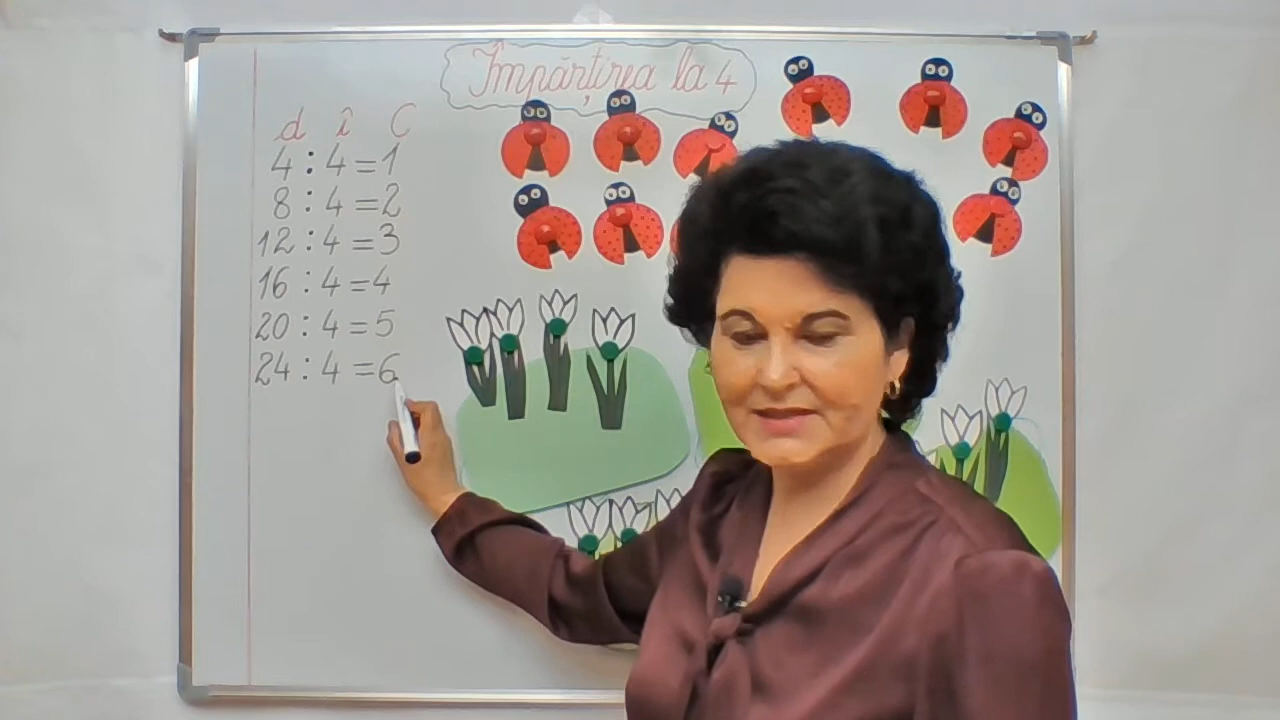 Împărțirea la 4
d î C
4 : 4 = 1
8 : 4 = 2
12 : 4 = 3
16 : 4 = 4
20 : 4 = 5
24 : 4 = 6